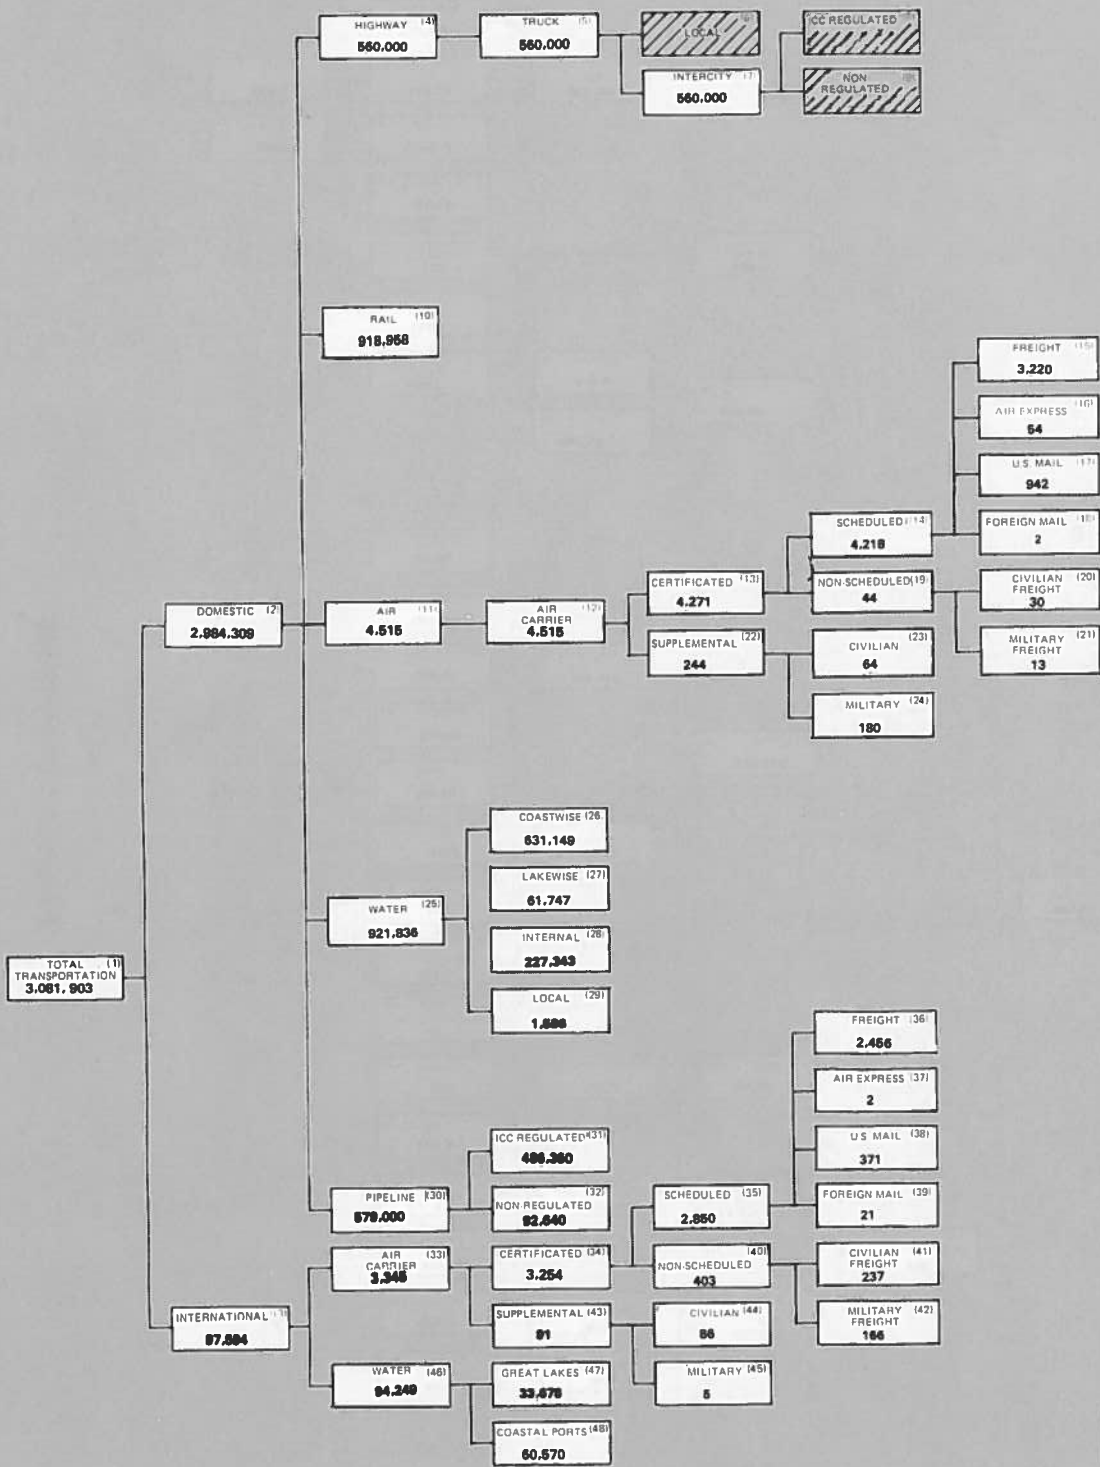 HIGHWAY (4)
560,000
TRUCK (5)
560,000
LOCAL
INTERCITY (7)
560,000
ICC REGULATED
NON
REGULATED
RAIL (10)
918,958
DOMESTIC (2)
2,984,309
AIR (11)
4,515
AIR (12)
CARRIER
4,515
CERTIFICATED (13)
4,271
SCHEDULED (14)
4,218
FREIGHT (15)
3,220
AIR EXPRESS (16)
54
U.S. MAIL (17)
942
FOREIGN MAIL (18)
2
NON-SCHEDULED (19)
44
CIVILIAN (20)
FREIGHT
30
MILITARY (21)
FREIGHT
13
SUPPLEMENTAL (22)
244
CIVILIAN (23)
64
MILITARY (24)
180
WATER (25)
921,836
COASTWISE (26
631,149
LAKEWISE (27)
61,747
INTERNAL (28)
227,343
LOCAL (29)
TOTAL (1)
TRANSPORTATION
3,081,903
PIPELINE (30)
579,000
ICC REGULATED (31)
486,360
(32)
NON-REGULATED
92,640
INTERNATIONAL
AIR (33)
CARRIER
3,345
CERTIFICATED (34)
3,254
SCHEDULED (35)
2,850
FREIGHT (36)
2,456
AIR EXPRESS (37)
2
U S MAIL (38)
371
FOREIGN MAIL (39)
21
(40)
NON-SCHEDULED
403
CIVILIAN (41)
FREIGHT
237
MILITARY (42)
FREIGHT
166
SUPPLEMENTAL (43)
91
CIVILIAN (44)
86
MILITARY (45)
5
WATER (46)
94,249
GREAT LAKES (47)
33,678
COASTAL PORTS (48)
60,570